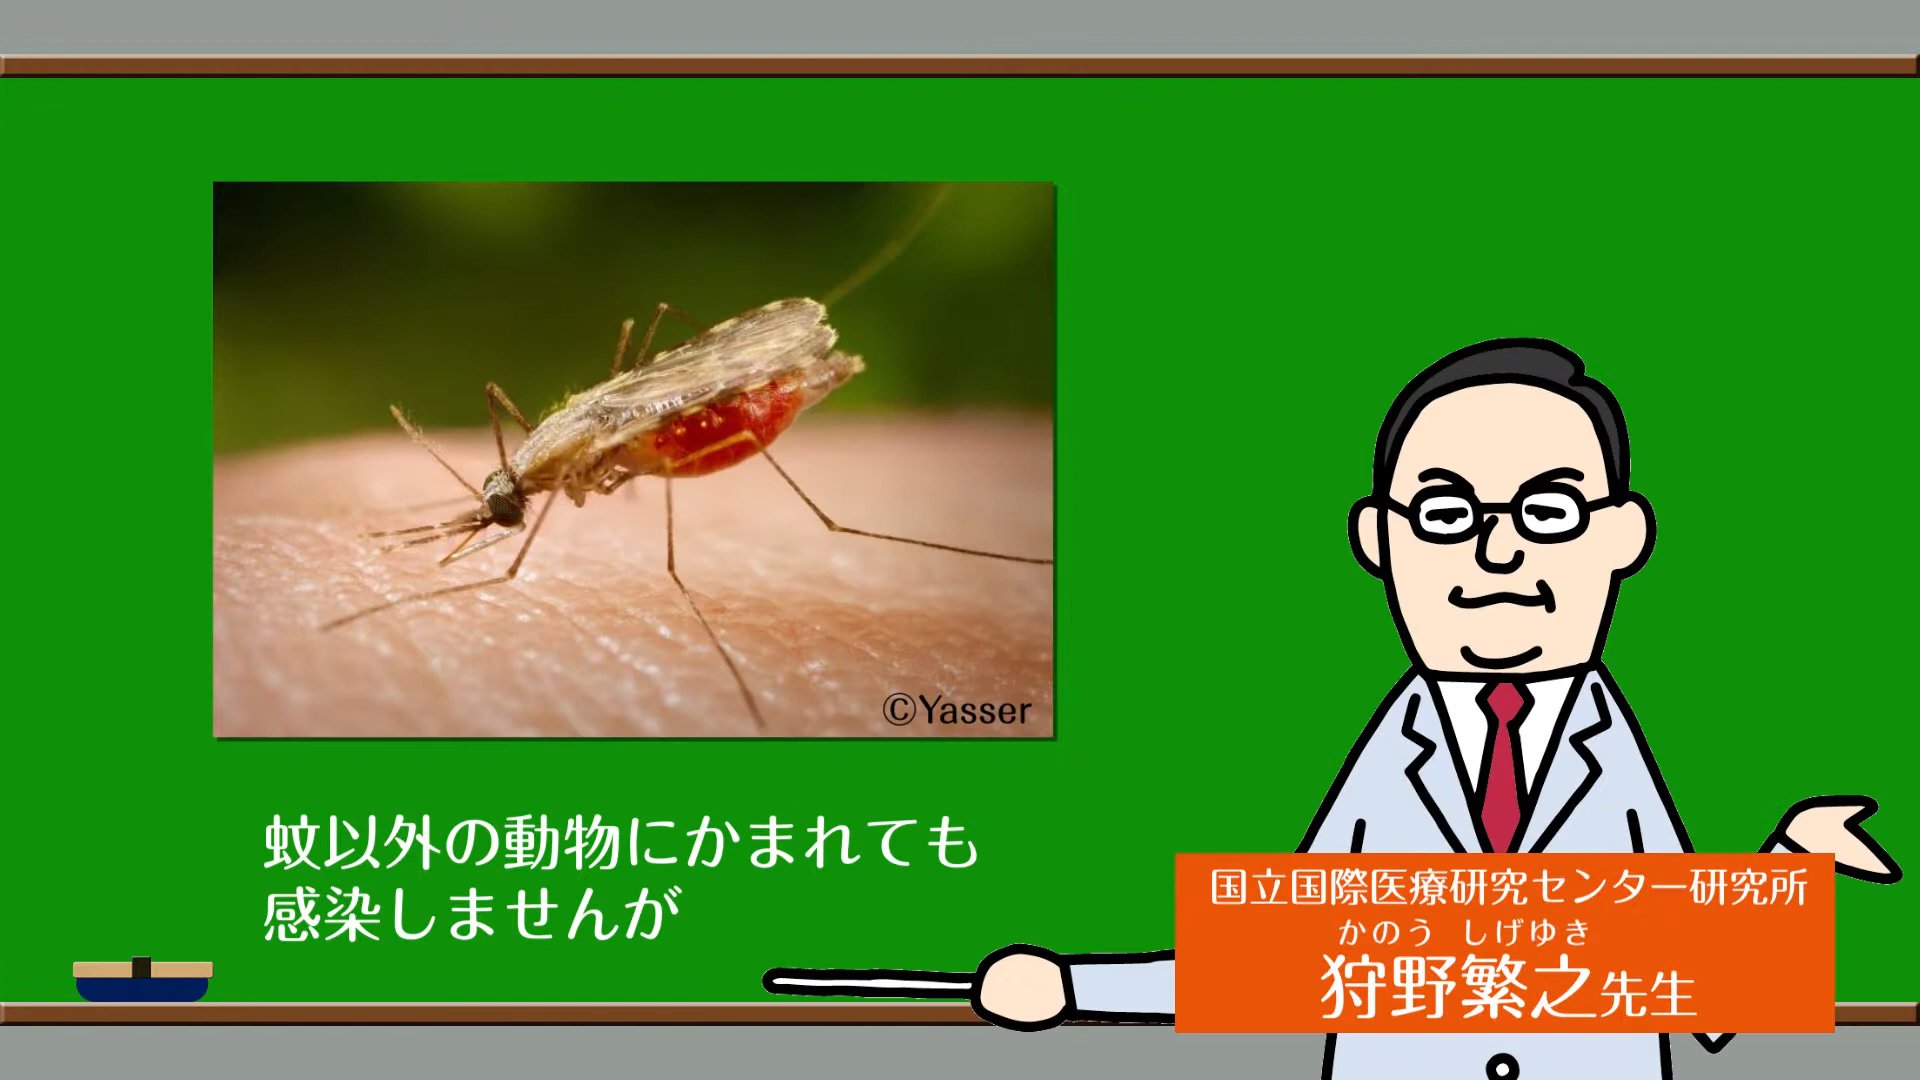 ©Yasser
蚊以外の動物にかまれても
感染しませんが
国立国際医療研究センター研究所
かのう しげゆき
狩野繁之先生